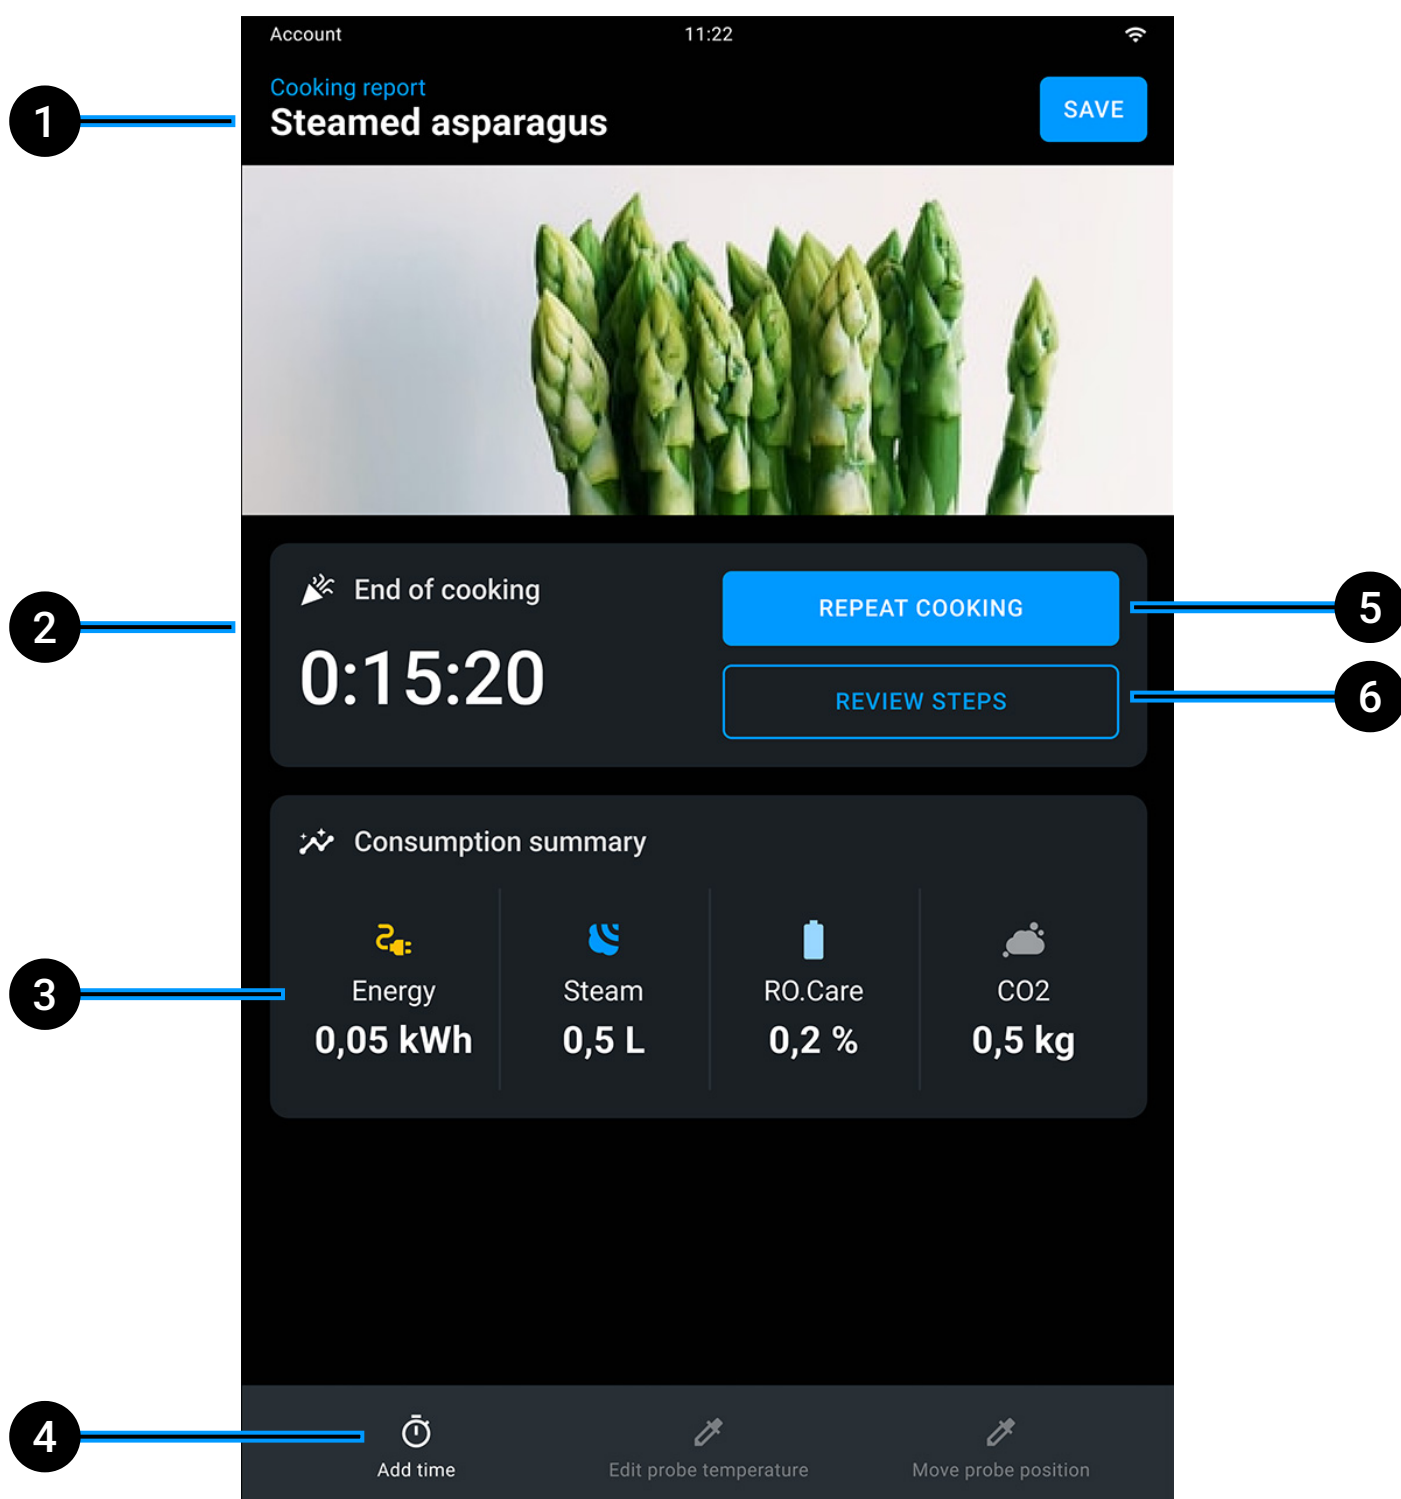 Account
11:22
Cooking report
Steamed asparagus
SAVE
1
End of cooking
REPEAT COOKING
5
2
0:15:20
REVIEW STEPS
6
Consumption summary
3
Energy
Steam
RO.Care
CO2
0,05 kWh
0,5 L
0,2 %
0,5 kg
4
Add time
Edit probe temperature
Move probe position